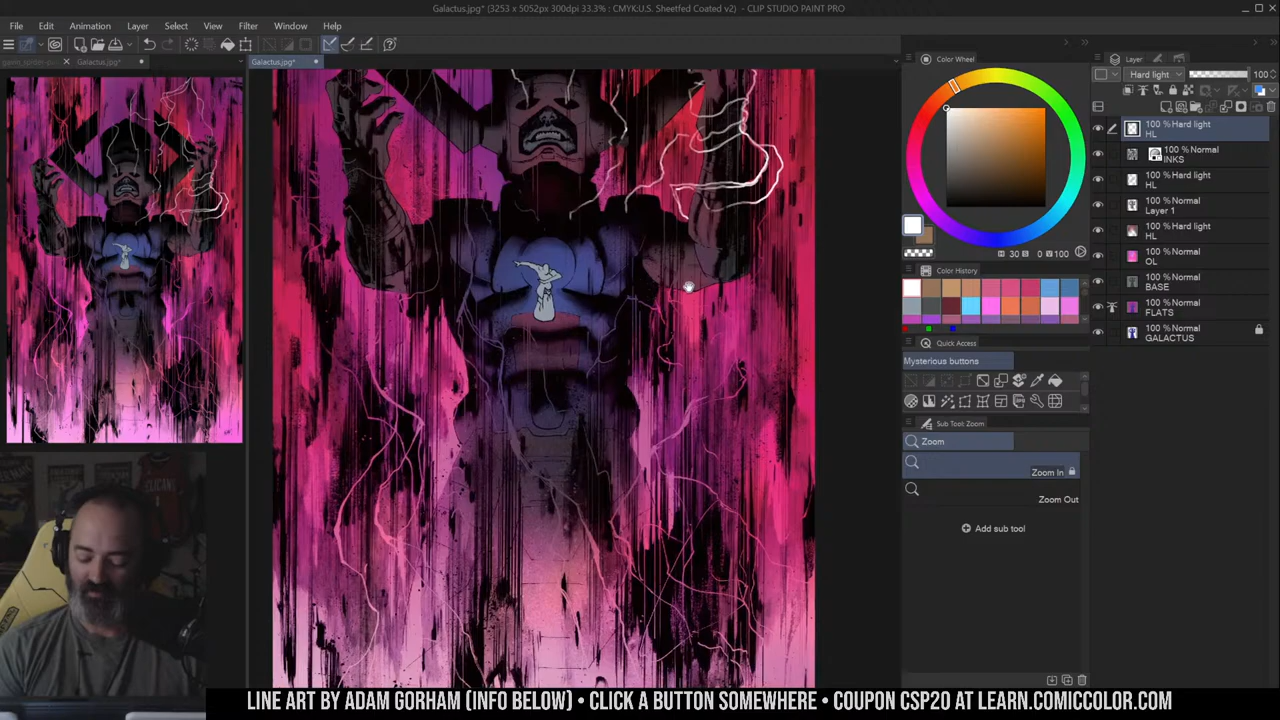 Galactus.jpg* (3253 x 5052px 300dpi 33.3%) : CMYK:U.S. Sheetfed Coated v2) - CLIP STUDIO PAINT PRO
File Edit Animation Layer Select View Filter Window Help
Galactus.jpg* Galactus.jpg*
Color Wheel
Layer
Hard light 100
100 % Hard light
HL
100 % Normal
INKS
100 % Hard light
HL
100 % Normal
Layer 1
100 % Hard light
HL
100 % Normal
OL
100 % Normal
BASE
100 % Normal
FLATS
100 % Normal
GALACTUS
H 30 S 0 V 100
Color History
Quick Access
Mysterious buttons
Sub Tool: Zoom
Zoom
Zoom In
Zoom Out
Add sub tool
LINE ART BY ADAM GORHAM (INFO BELOW) • CLICK A BUTTON SOMEWHERE • COUPON CSP20 AT LEARN.COMICCOLOR.COM